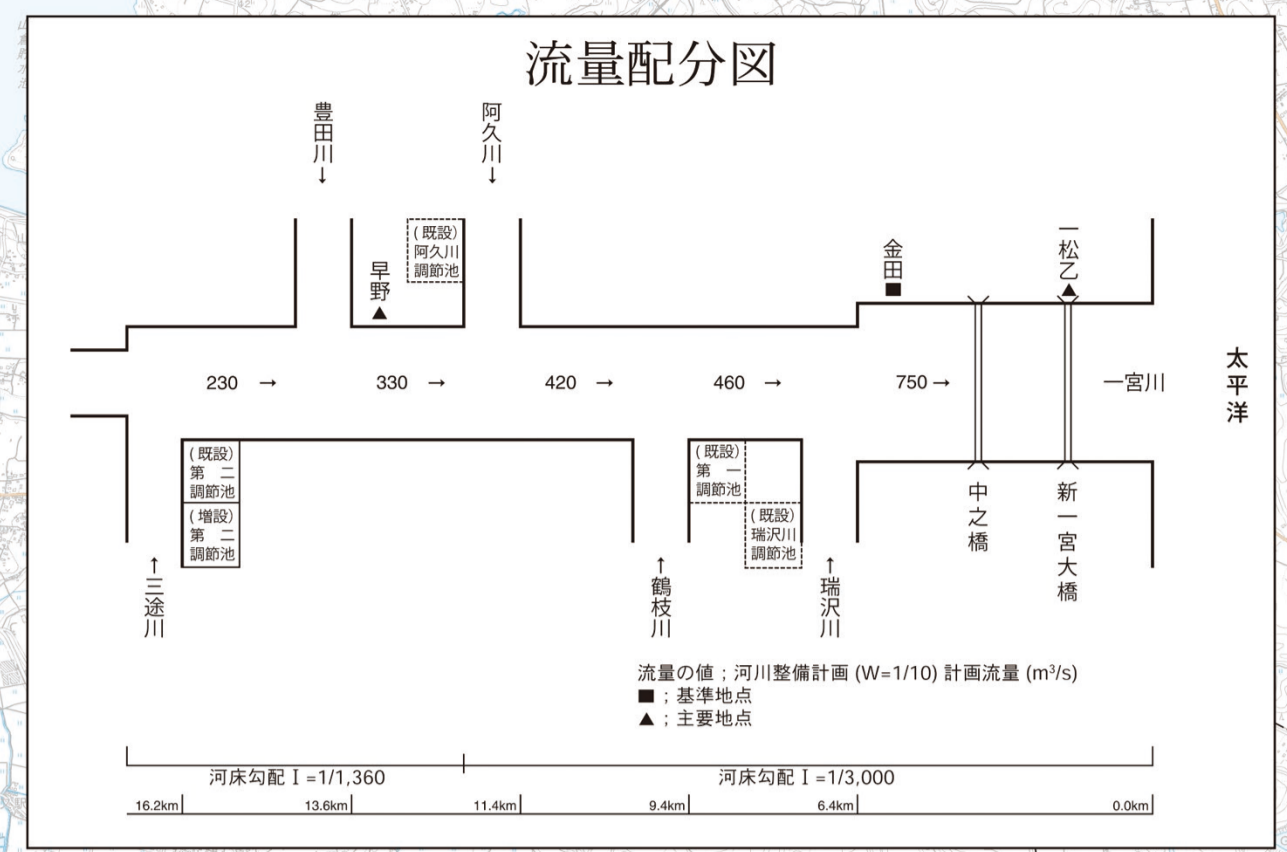 流量配分図
豊田川
↓
阿久川
↓
(既設)
阿久川
調節池
早野
▲
金田
■
一松乙
▲
230 →
330 →
420 →
460 →
750 →
一宮川
太平洋
(既設)
第二
調節池
(増設)
第二
調節池
(既設)
第一
調節池
(既設)
瑞沢川
調節池
中之橋
新一宮大橋
↑
三途川
↑
鶴枝川
↑
瑞沢川
流量の値;河川整備計画 (W=1/10) 計画流量 (m³/s)
■;基準地点
▲;主要地点
河床勾配 I =1/1,360
河床勾配 I =1/3,000
16.2km
13.6km
11.4km
9.4km
6.4km
0.0km